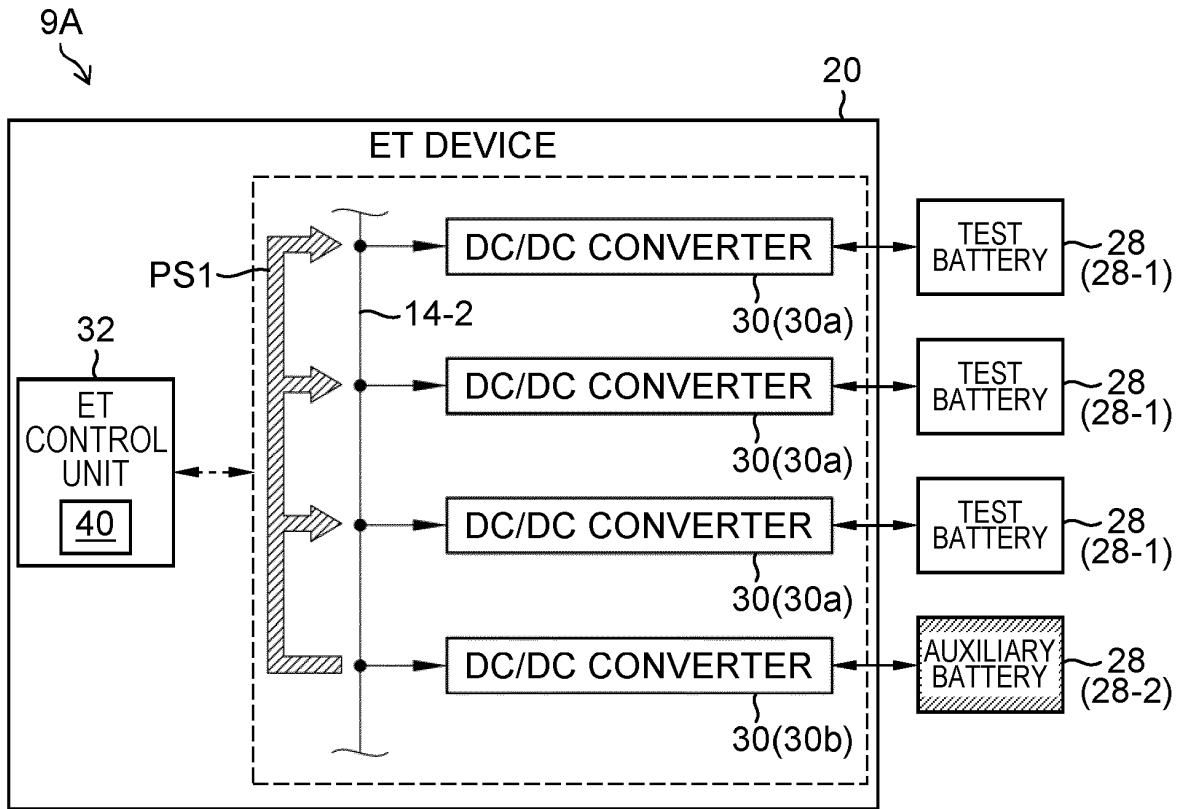 9A
20
ET DEVICE
DC/DC CONVERTER
TEST
BATTERY
28
(28-1)
PS1
14-2
30(30a)
32
ET
CONTROL
UNIT
40
DC/DC CONVERTER
TEST
BATTERY
28
(28-1)
30(30a)
DC/DC CONVERTER
TEST
BATTERY
28
(28-1)
30(30a)
DC/DC CONVERTER
AUXILIARY
BATTERY
28
(28-2)
30(30b)